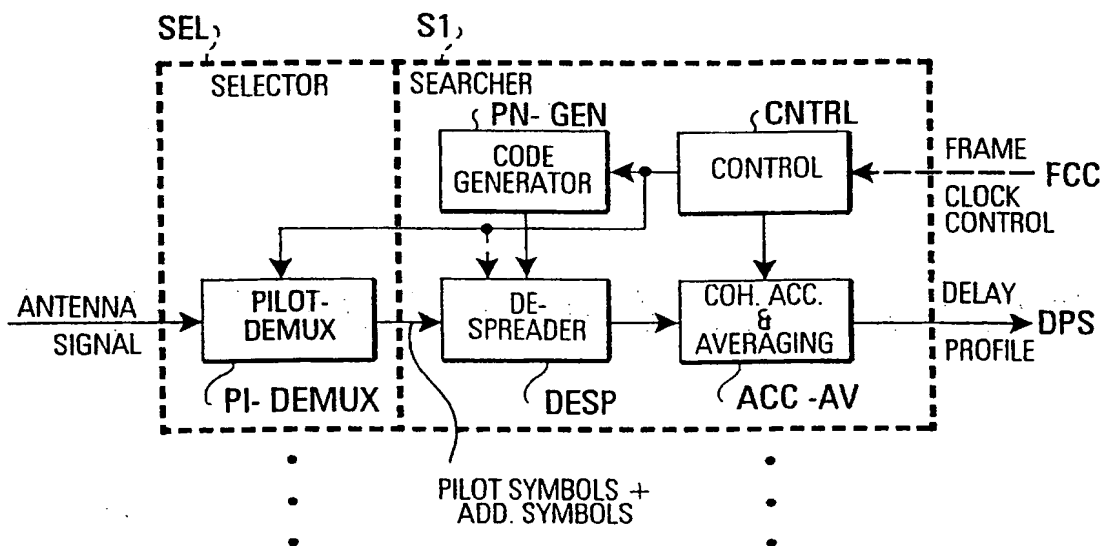 SEL
S1
SELECTOR
SEARCHER
PN- GEN
CNTRL
CODE
GENERATOR
CONTROL
FRAME
CLOCK
CONTROL
FCC
ANTENNA
SIGNAL
PILOT-
DEMUX
DE-
SPREADER
COH. ACC.
&
AVERAGING
DELAY
PROFILE
DPS
PI- DEMUX
DESP
ACC -AV
PILOT SYMBOLS +
ADD. SYMBOLS